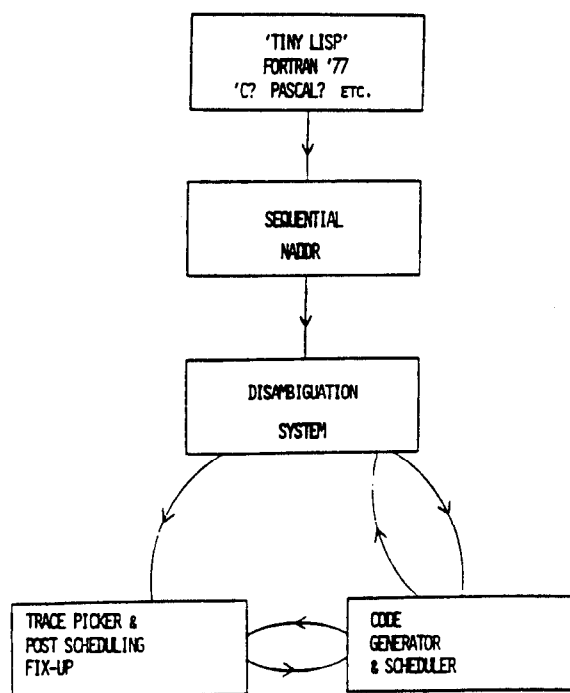 'TINY LISP'
FORTRAN '77
'C? PASCAL? ETC.
SEQUENTIAL
NADDR
DISAMBIGUATION
SYSTEM
TRACE PICKER &
POST SCHEDULING
FIX-UP
CODE
GENERATOR
& SCHEDULER